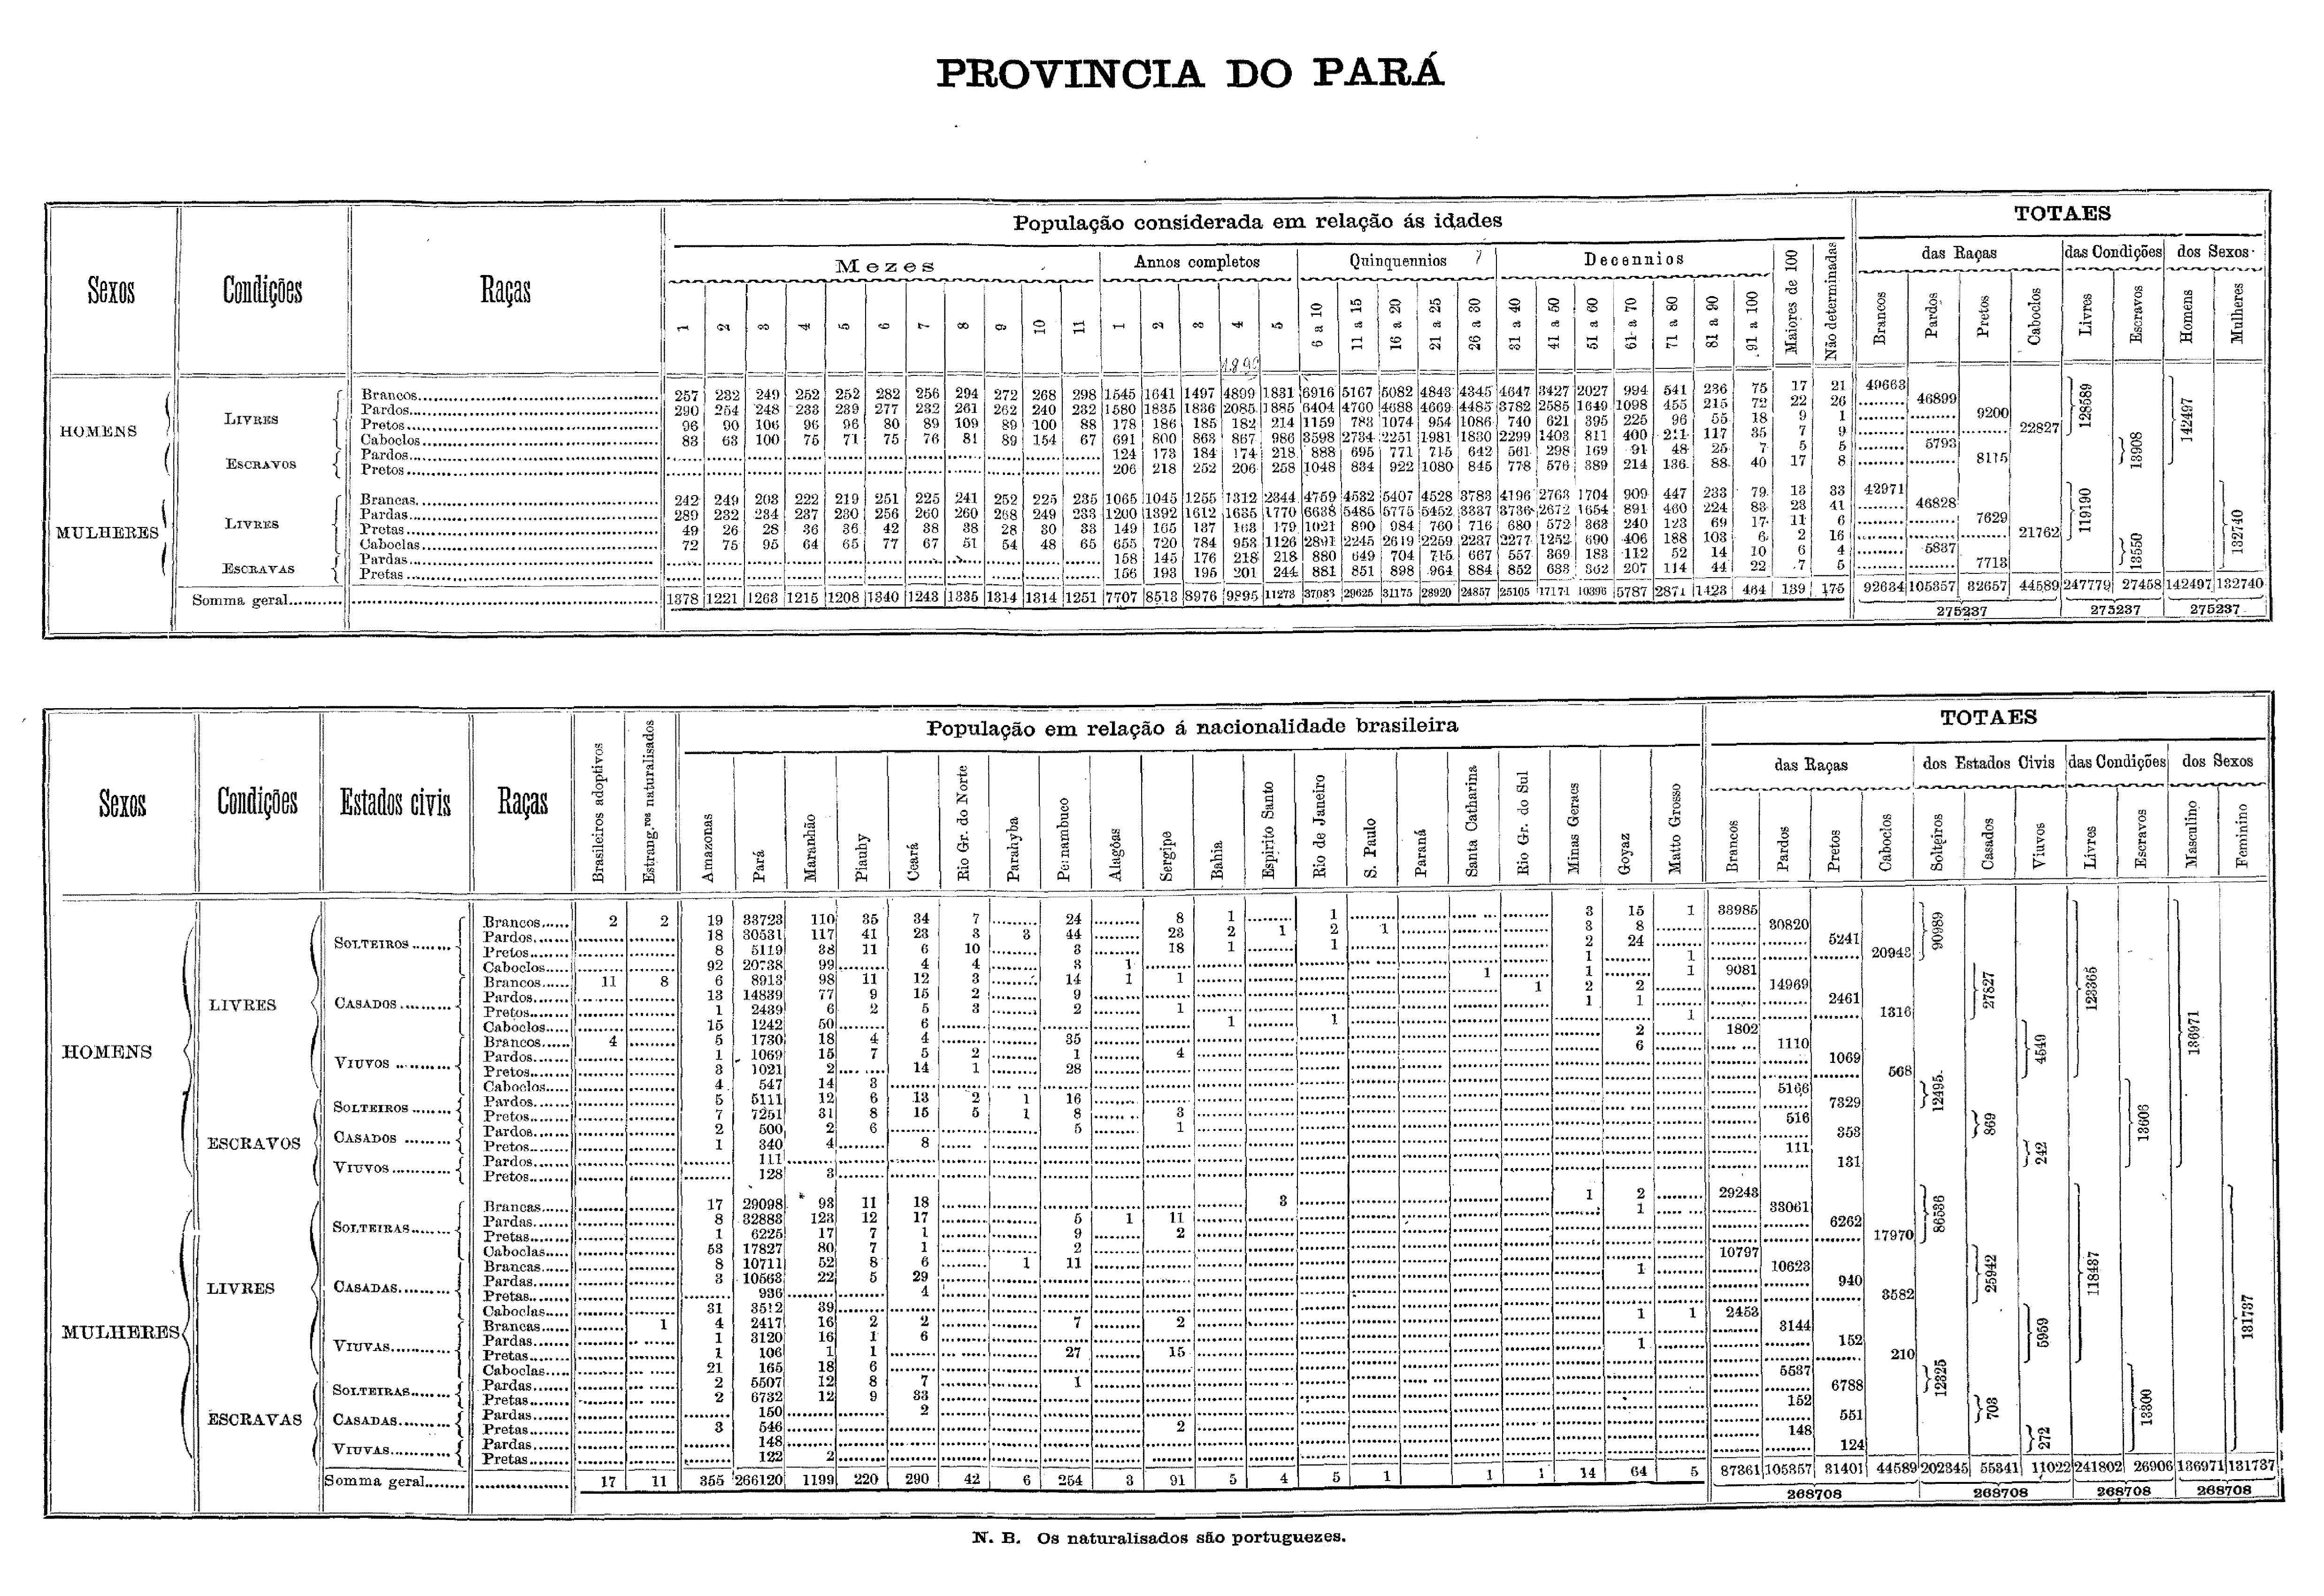 PROVINCIA DO PARÁ
População considerada em relação ás idades
TOTAES
Sexos Condições Raças
Mezes Annos completos Quinquennios Decennios Maiores de 100 Não determinadas das Raças das Condições dos Sexos
1 2 3 4 5 6 7 8 9 10 11 1 2 3 4 5 6 a 10 11 a 15 16 a 20 21 a 25 26 a 30 31 a 40 41 a 50 51 a 60 61 a 70 71 a 80 81 a 90 91 a 100 Brancos Pardos Pretos Caboclos Livres Escravos Homens Mulheres
HOMENS LIVRES Brancos 257 232 249 252 252 282 256 294 272 268 298 1545 1641 1497 4899 1831 6916 5167 5082 4843 4345 4647 3427 2027 994 541 236 75 17 21 49663
Pardos 290 254 248 233 239 277 232 261 262 240 232 1580 1835 1836 2085 1885 6404 4760 4688 4669 4485 3782 2585 1649 1098 455 215 72 22 26 46899
Pretos 96 90 106 96 96 80 89 109 89 100 88 178 186 185 182 214 1159 783 1074 954 1086 740 621 395 225 96 55 18 9 1 9200
Caboclos 83 63 100 75 71 75 76 81 89 154 67 691 800 863 867 986 3598 2734 2251 1981 1830 2299 1403 811 400 211 117 35 7 9 22827
128589
ESCRAVOS Pardos 124 173 184 174 218 888 695 771 715 642 561 298 169 91 48 25 7 5 5 5793
Pretos 206 218 252 206 258 1048 834 922 1080 845 778 576 389 214 136 88 40 17 8 8115
13908 142497
MULHERES LIVRES Brancas 242 249 203 222 219 251 225 241 252 225 235 1065 1045 1255 1312 2344 4759 4532 5407 4528 3783 4196 2763 1704 909 447 233 79 13 33 42971
Pardas 289 232 234 237 230 256 260 260 268 249 233 1200 1392 1612 1635 1770 6638 5485 5775 5452 3337 3736 2672 1654 891 460 224 83 23 41 46828
Pretas 49 26 28 36 36 42 38 38 28 30 33 149 165 137 163 179 1021 890 984 760 716 680 572 363 240 123 69 17 11 6 7629
Caboclas 72 75 95 64 65 77 67 51 54 48 65 655 720 784 953 1126 2891 2245 2619 2259 2237 2277 1252 690 406 188 103 6 2 16 21762
119190
ESCRAVAS Pardas 158 145 176 218 218 880 649 704 715 667 557 369 183 112 52 14 10 6 4 5837
Pretas 156 193 195 201 244 881 851 898 964 884 852 633 362 207 114 44 22 7 5 7713
13550 132740
Somma geral 1378 1221 1263 1215 1208 1340 1243 1335 1314 1314 1251 7707 8513 8976 9895 11273 37083 29625 31175 28920 24857 25105 17171 10396 5787 2871 1423 464 139 175 92634 105357 32657 44589 247779 27458 142497 132740
275237 275237 275237
População em relação á nacionalidade brasileira
TOTAES
Sexos Condições Estados civis Raças Brasileiros adoptivos Estrang.ros naturalisados
das Raças dos Estados Civis das Condições dos Sexos
Amazonas Pará Maranhão Piauhy Ceará Rio Gr. do Norte Parahyba Pernambuco Alagôas Sergipe Bahia Espirito Santo Rio de Janeiro S. Paulo Paraná Santa Catharina Rio Gr. do Sul Minas Geraes Goyaz Matto Grosso Brancos Pardos Pretos Caboclos Solteiros Casados Viuvos Livres Escravos Masculino Feminino
HOMENS LIVRES SOLTEIROS Brancos 2 2 19 33723 110 35 34 7 24 8 1 1 3 15 1 33985
Pardos 18 30531 117 41 23 3 3 44 23 2 1 2 1 3 8 30820
Pretos 8 5119 38 11 6 10 3 18 1 1 2 24 5241
Caboclos 92 20738 99 4 4 3 1 1 1 20943
90989
CASADOS Brancos 11 8 6 8913 98 11 12 3 14 1 1 1 1 1 9081
Pardos 13 14839 77 9 15 2 9 1 2 2 14969
Pretos 1 2439 6 2 5 3 2 1 1 1 2461
Caboclos 15 1242 50 6 1 1 1 1316
27827
VIUVOS Brancos 4 5 1730 18 4 4 35 2 1802
Pardos 1 1069 15 7 5 2 1 4 6 1110
Pretos 3 1021 2 14 1 28 1069
Caboclos 4 547 14 3 568
4549 123365
ESCRAVOS SOLTEIROS Pardos 5 5111 12 6 13 2 1 16 5166
Pretos 7 7251 31 8 15 5 1 8 3 7329
12495
CASADOS Pardos 2 500 2 6 5 1 516
Pretos 1 340 4 8 353
869
VIUVOS Pardos 111 111
Pretos 128 3 131
242 13606 136971
MULHERES LIVRES SOLTEIRAS Brancas 17 29098 93 11 18 3 1 2 29243
Pardas 8 32883 123 12 17 5 1 11 1 33061
Pretas 1 6225 17 7 1 9 2 6262
Caboclas 53 17827 80 7 1 2 17970
86536
CASADAS Brancas 8 10711 52 8 6 1 11 10797
Pardas 3 10563 22 5 29 1 10623
Pretas 936 4 940
Caboclas 31 3512 39 3582
25942
VIUVAS Brancas 1 4 2417 16 2 2 7 2 1 1 2453
Pardas 1 3120 16 1 6 3144
Pretas 1 106 1 1 27 15 1 152
Caboclas 21 165 18 6 210
5959 118437
ESCRAVAS SOLTEIRAS Pardas 2 5507 12 8 7 1 5537
Pretas 2 6732 12 9 33 6788
12325
CASADAS Pardas 150 2 152
Pretas 3 546 2 551
703
VIUVAS Pardas 148 148
Pretas 122 2 124
272 13300 131737
Somma geral 17 11 355 266120 1199 220 290 42 6 254 3 91 5 4 5 1 1 1 14 64 5 87361 105357 31401 44589 202345 55341 11022 241802 26906 136971 131737
268708 268708 268708 268708
N. B. Os naturalisados são portuguezes.